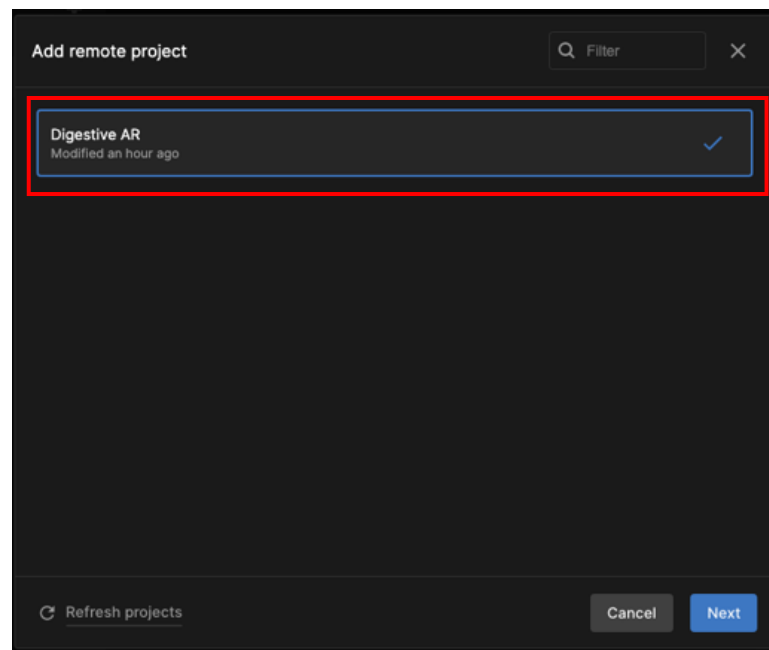 Add remote project
Filter
Digestive AR
Modified an hour ago
Refresh projects
Cancel
Next